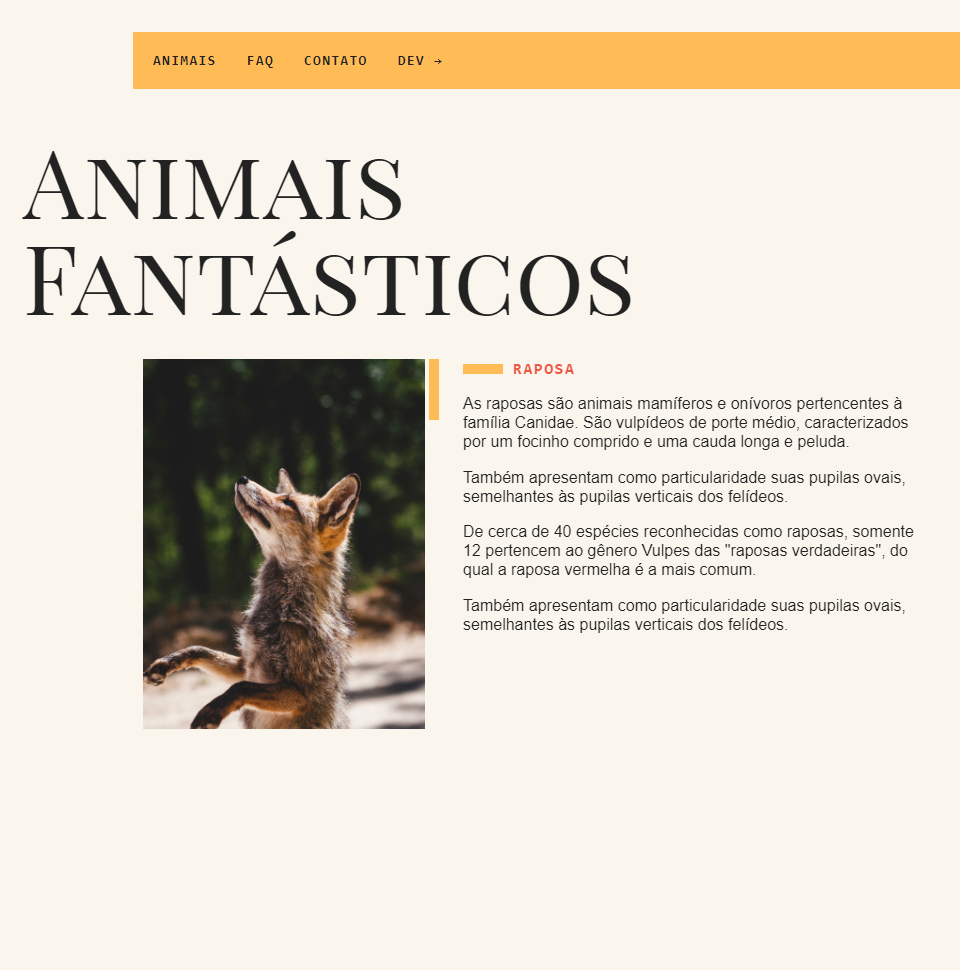 ANIMAIS FAQ CONTATO DEV →
ANIMAIS
FANTÁSTICOS
RAPOSA
As raposas são animais mamíferos e onívoros pertencentes à
família Canidae. São vulpídeos de porte médio, caracterizados
por um focinho comprido e uma cauda longa e peluda.
Também apresentam como particularidade suas pupilas ovais,
semelhantes às pupilas verticais dos felídeos.
De cerca de 40 espécies reconhecidas como raposas, somente
12 pertencem ao gênero Vulpes das "raposas verdadeiras", do
qual a raposa vermelha é a mais comum.
Também apresentam como particularidade suas pupilas ovais,
semelhantes às pupilas verticais dos felídeos.